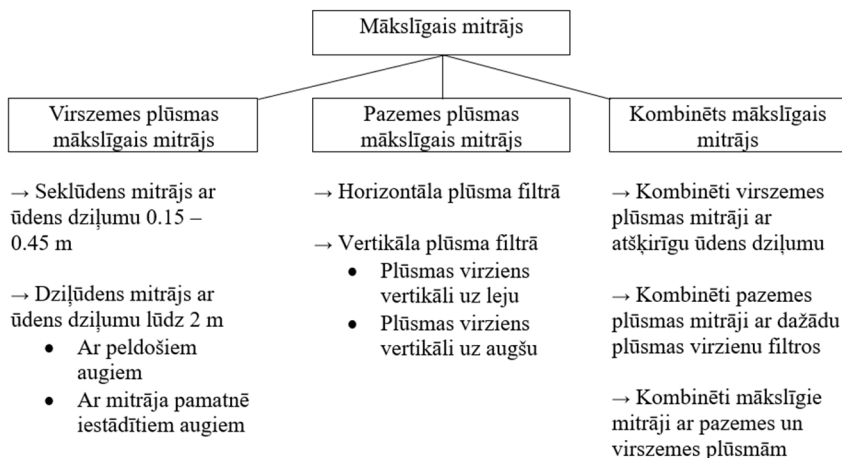 Mākslīgais mitrājs
Virszemes plūsmas
mākslīgais mitrājs
→ Seklūdens mitrājs ar
ūdens dziļumu 0.15 –
0.45 m
→ Dziļūdens mitrājs ar
ūdens dziļumu lūdz 2 m
• Ar peldošiem
augiem
• Ar mitrāja pamatnē
iestādītiem augiem
Pazemes plūsmas
mākslīgais mitrājs
→ Horizontāla plūsma filtrā
→ Vertikāla plūsma filtrā
• Plūsmas virziens
vertikāli uz leju
• Plūsmas virziens
vertikāli uz augšu
Kombinēts mākslīgais
mitrājs
→ Kombinēti virszemes
plūsmas mitrāji ar
atšķirīgu ūdens dziļumu
→ Kombinēti pazemes
plūsmas mitrāji ar dažādu
plūsmas virzienu filtros
→ Kombinēti mākslīgie
mitrāji ar pazemes un
virszemes plūsmām